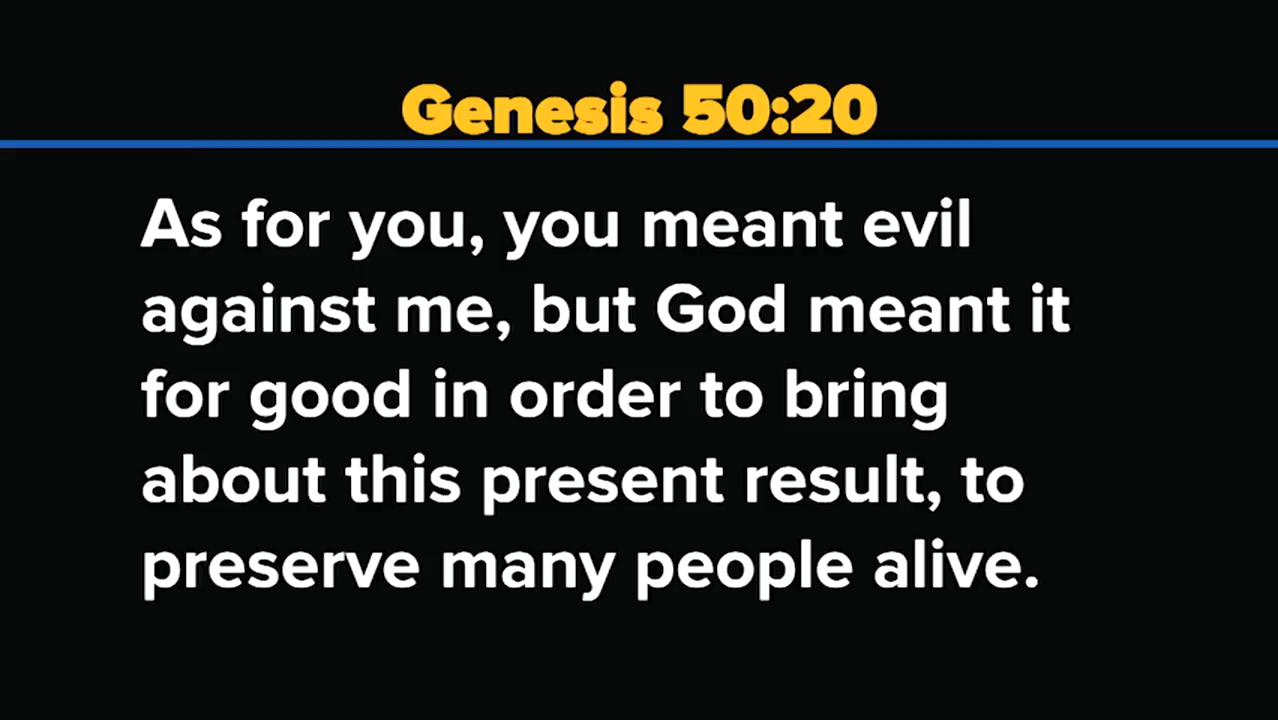 Genesis 50:20
As for you, you meant evil
against me, but God meant it
for good in order to bring
about this present result, to
preserve many people alive.